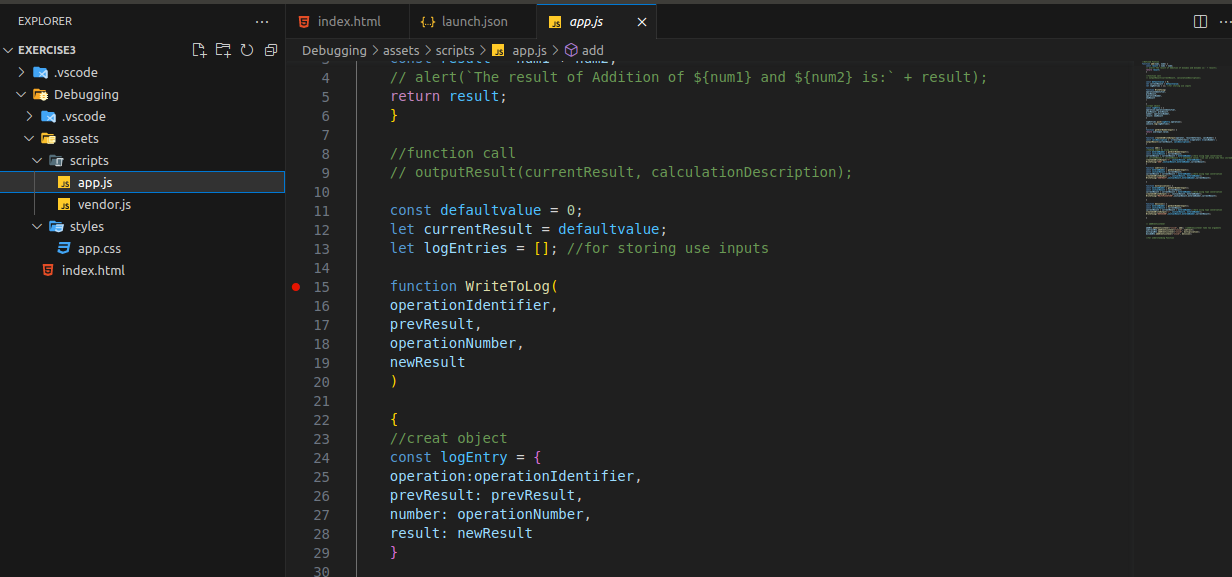 EXPLORER
EXERCISE3
.vscode
Debugging
.vscode
assets
scripts
app.js
vendor.js
styles
app.css
index.html
index.html
launch.json
app.js
Debugging > assets > scripts > app.js > add
4 // alert(`The result of Addition of ${num1} and ${num2} is:` + result);
5 return result;
6 }
7
8 //function call
9 // outputResult(currentResult, calculationDescription);
10
11 const defaultvalue = 0;
12 let currentResult = defaultvalue;
13 let logEntries = []; //for storing use inputs
14
15 function WriteToLog(
16 operationIdentifier,
17 prevResult,
18 operationNumber,
19 newResult
20 )
21
22 {
23 //creat object
24 const logEntry = {
25 operation:operationIdentifier,
26 prevResult: prevResult,
27 number: operationNumber,
28 result: newResult
29 }
30